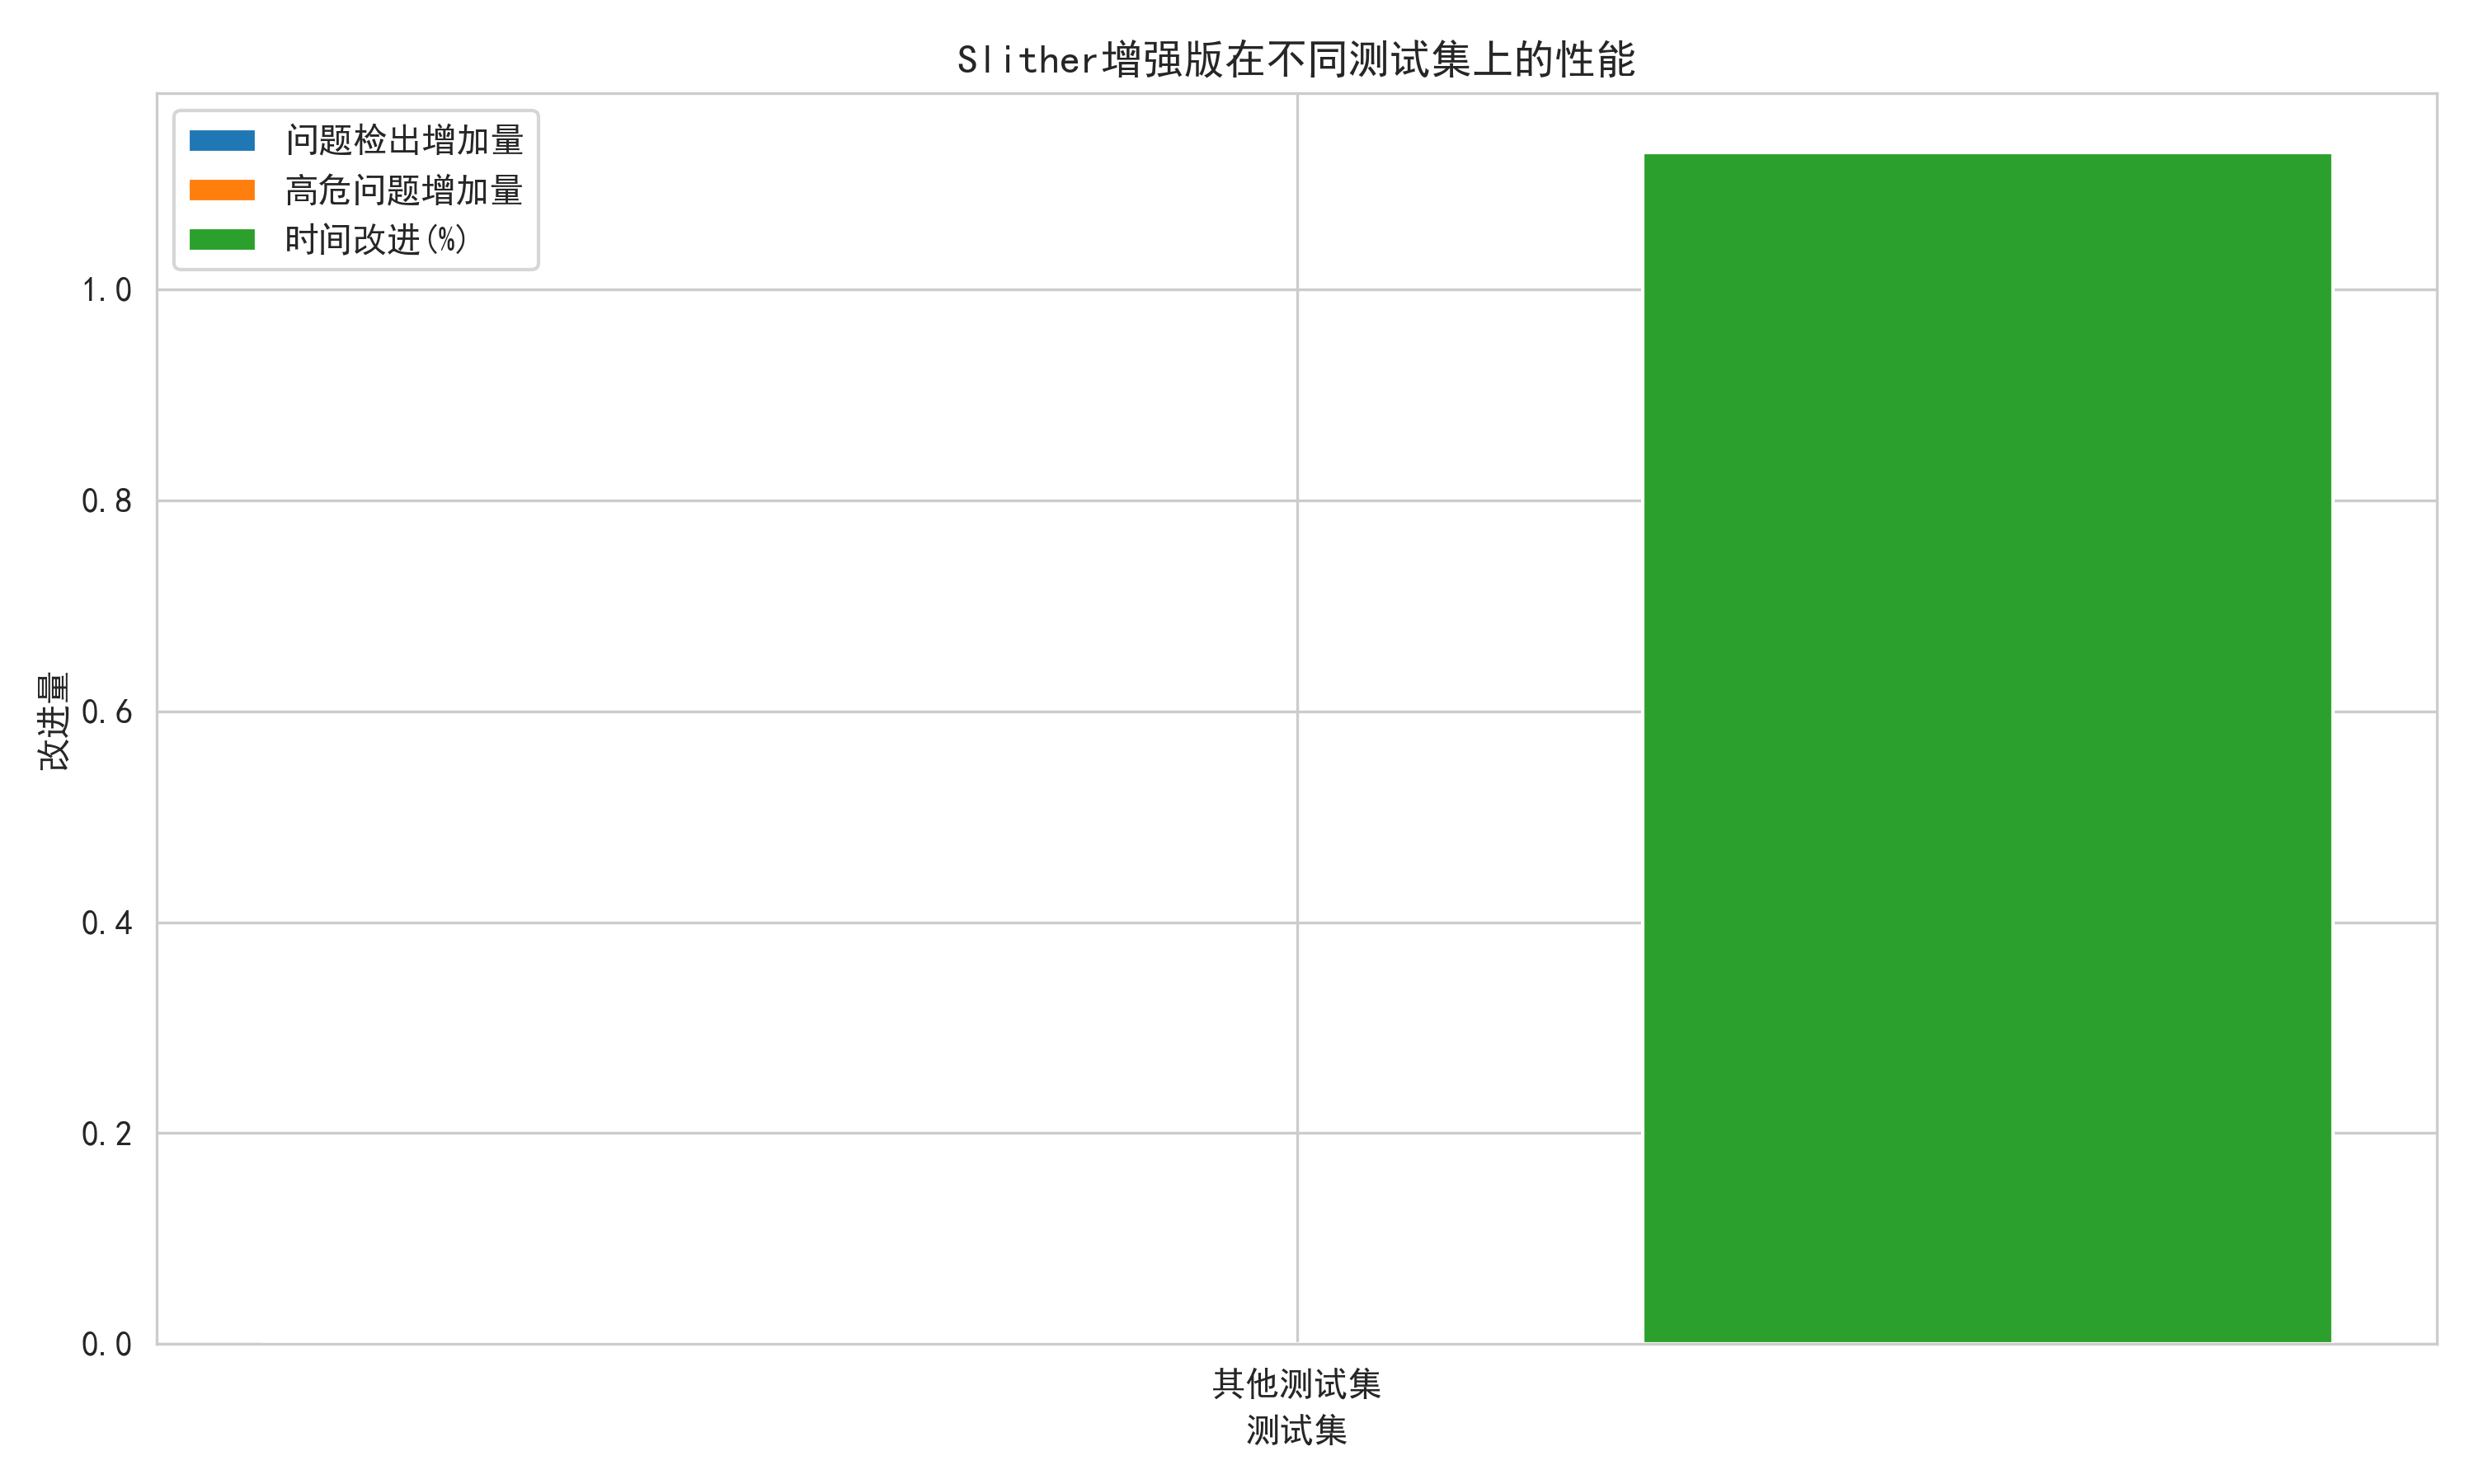 Slither增强版在不同测试集上的性能
问题检出增加量
高危问题增加量
时间改进(%)
1.0
0.8
0.6
0.4
0.2
0.0
改进量
其他测试集
测试集